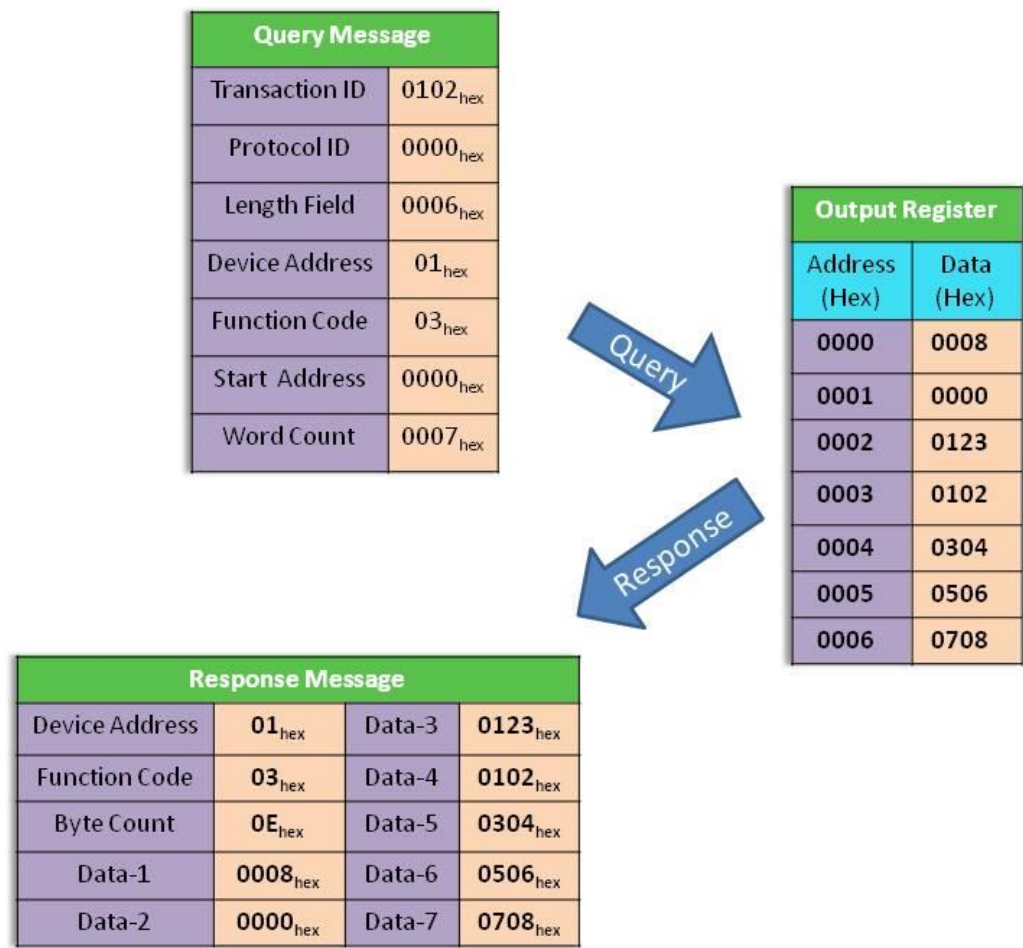 Query Message
Transaction ID 0102hex
Protocol ID 0000hex
Length Field 0006hex
Device Address 01hex
Function Code 03hex
Start Address 0000hex
Word Count 0007hex
Query
Response
Output Register
Address (Hex) Data (Hex)
0000 0008
0001 0000
0002 0123
0003 0102
0004 0304
0005 0506
0006 0708
Response Message
Device Address 01hex Data-3 0123hex
Function Code 03hex Data-4 0102hex
Byte Count 0Ehex Data-5 0304hex
Data-1 0008hex Data-6 0506hex
Data-2 0000hex Data-7 0708hex